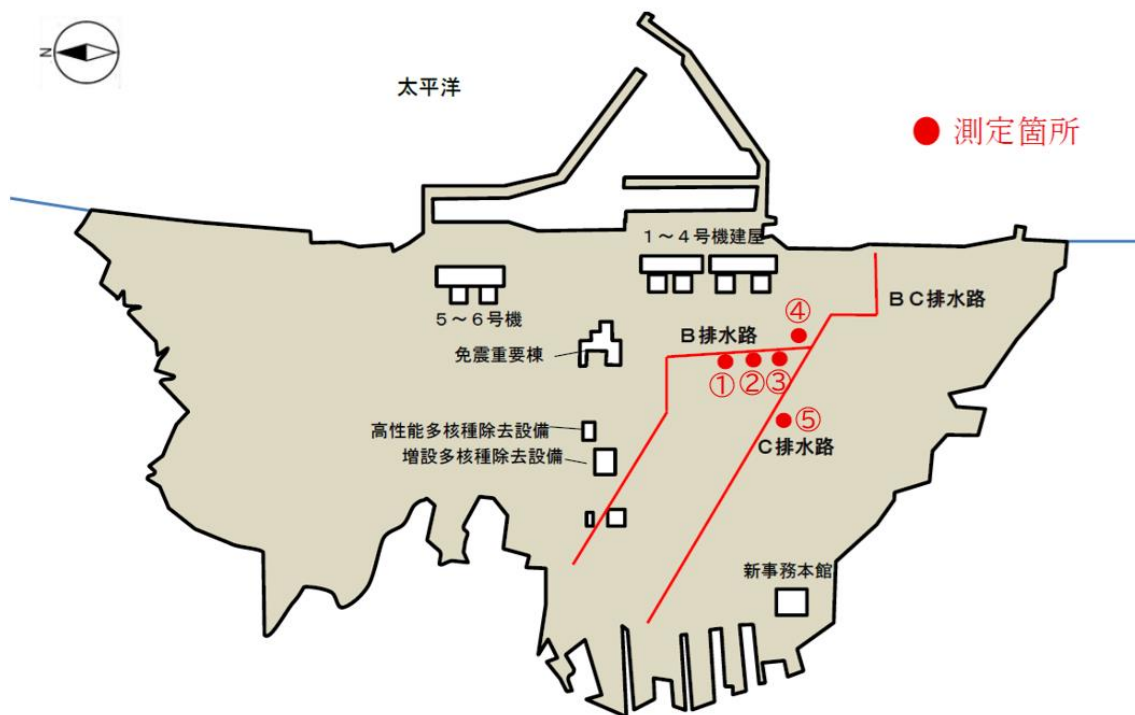 N
太平洋
測定箇所
１～４号機建屋
５～６号機
ＢＣ排水路
④
Ｂ排水路
免震重要棟
①
②
③
⑤
高性能多核種除去設備
増設多核種除去設備
Ｃ排水路
新事務本館